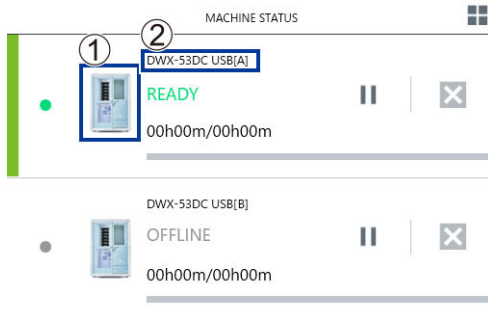 MACHINE STATUS
① ②
DWX-53DC USB[A]
READY
00h00m/00h00m
DWX-53DC USB[B]
OFFLINE
00h00m/00h00m